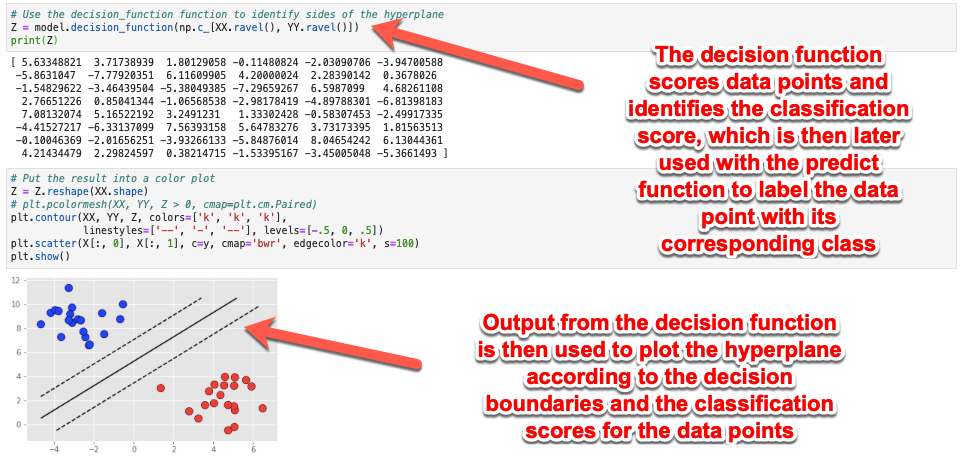 # Use the decision_function function to identify sides of the hyperplane
Z = model.decision_function(np.c_[XX.ravel(), YY.ravel()])
print(Z)
[ 5.63348821  3.71738939  1.80129058 -0.11480824 -2.03090706 -3.94700588
 -5.8631047  -7.77920351  6.11609905  4.20000024  2.28390142  0.3678026
 -1.54829622 -3.46439504 -5.38049385 -7.29659267  6.5987099   4.68261108
  2.76651226  0.85041344 -1.06568538 -2.98178419 -4.89788301 -6.81398183
  7.08132074  5.16522192  3.2491231   1.33302428 -0.58307453 -2.49917335
 -4.41527217 -6.33137099  7.56393158  5.64783276  3.73173395  1.81563513
 -0.10046369 -2.01656251 -3.93266133 -5.84876014  8.04654242  6.13044361
  4.21434479  2.29824597  0.38214715 -1.53395167 -3.45005048 -5.3661493 ]
The decision function
scores data points and
identifies the classification
score, which is then later
used with the predict
function to label the data
point with its
corresponding class
# Put the result into a color plot
Z = Z.reshape(XX.shape)
# plt.pcolormesh(XX, YY, Z > 0, cmap=plt.cm.Paired)
plt.contour(XX, YY, Z, colors=['k', 'k', 'k'],
            linestyles=['--', '-', '--'], levels=[-.5, 0, .5])
plt.scatter(X[:, 0], X[:, 1], c=y, cmap='bwr', edgecolor='k', s=100)
plt.show()
12
10
8
6
4
2
0
−4 −2 0 2 4 6
Output from the decision function
is then used to plot the hyperplane
according to the decision
boundaries and the classification
scores for the data points